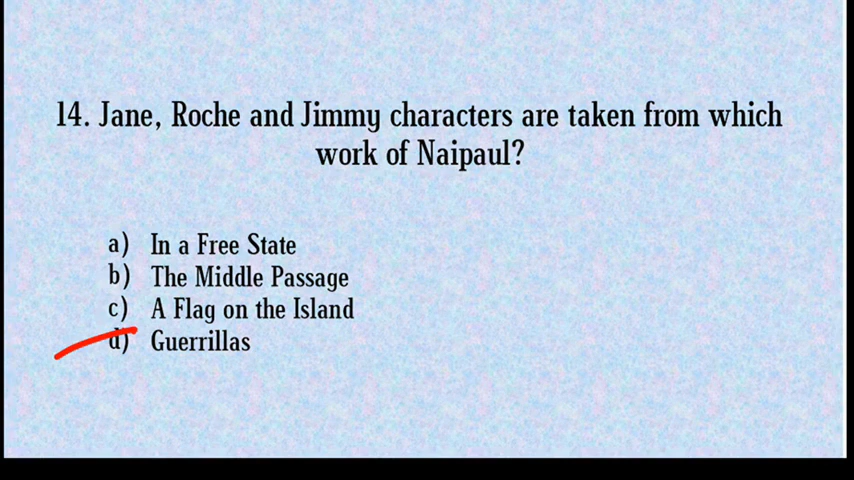 14. Jane, Roche and Jimmy characters are taken from which
work of Naipaul?
a) In a Free State
b) The Middle Passage
c) A Flag on the Island
d) Guerrillas